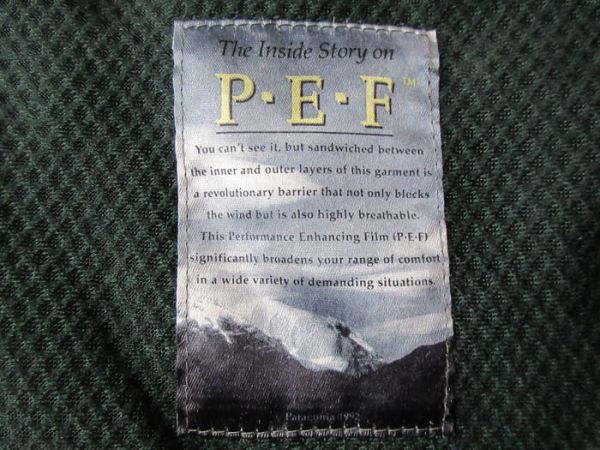 The Inside Story on
P·E·F™
You can't see it, but sandwiched between
the inner and outer layers of this garment is
a revolutionary barrier that not only blocks
the wind but is also highly breathable.
This Performance Enhancing Film (P·E·F)
significantly broadens your range of comfort
in a wide variety of demanding situations.
Patagonia 1992